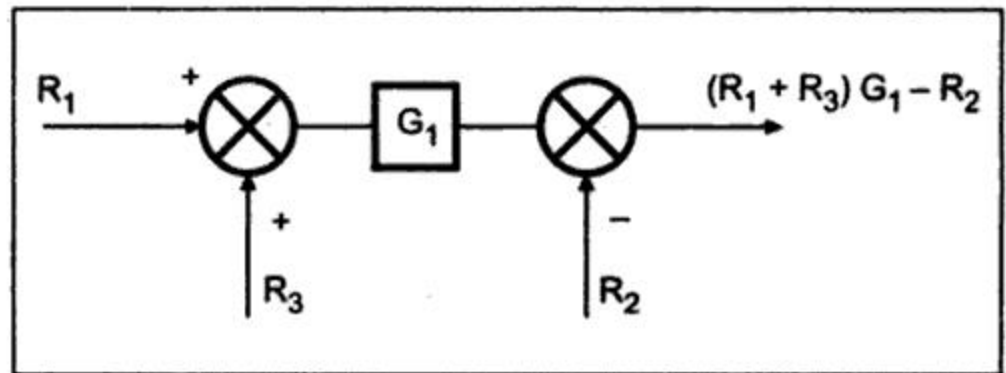 R₁
+
G₁
(R₁ + R₃) G₁ – R₂
+
–
R₃
R₂